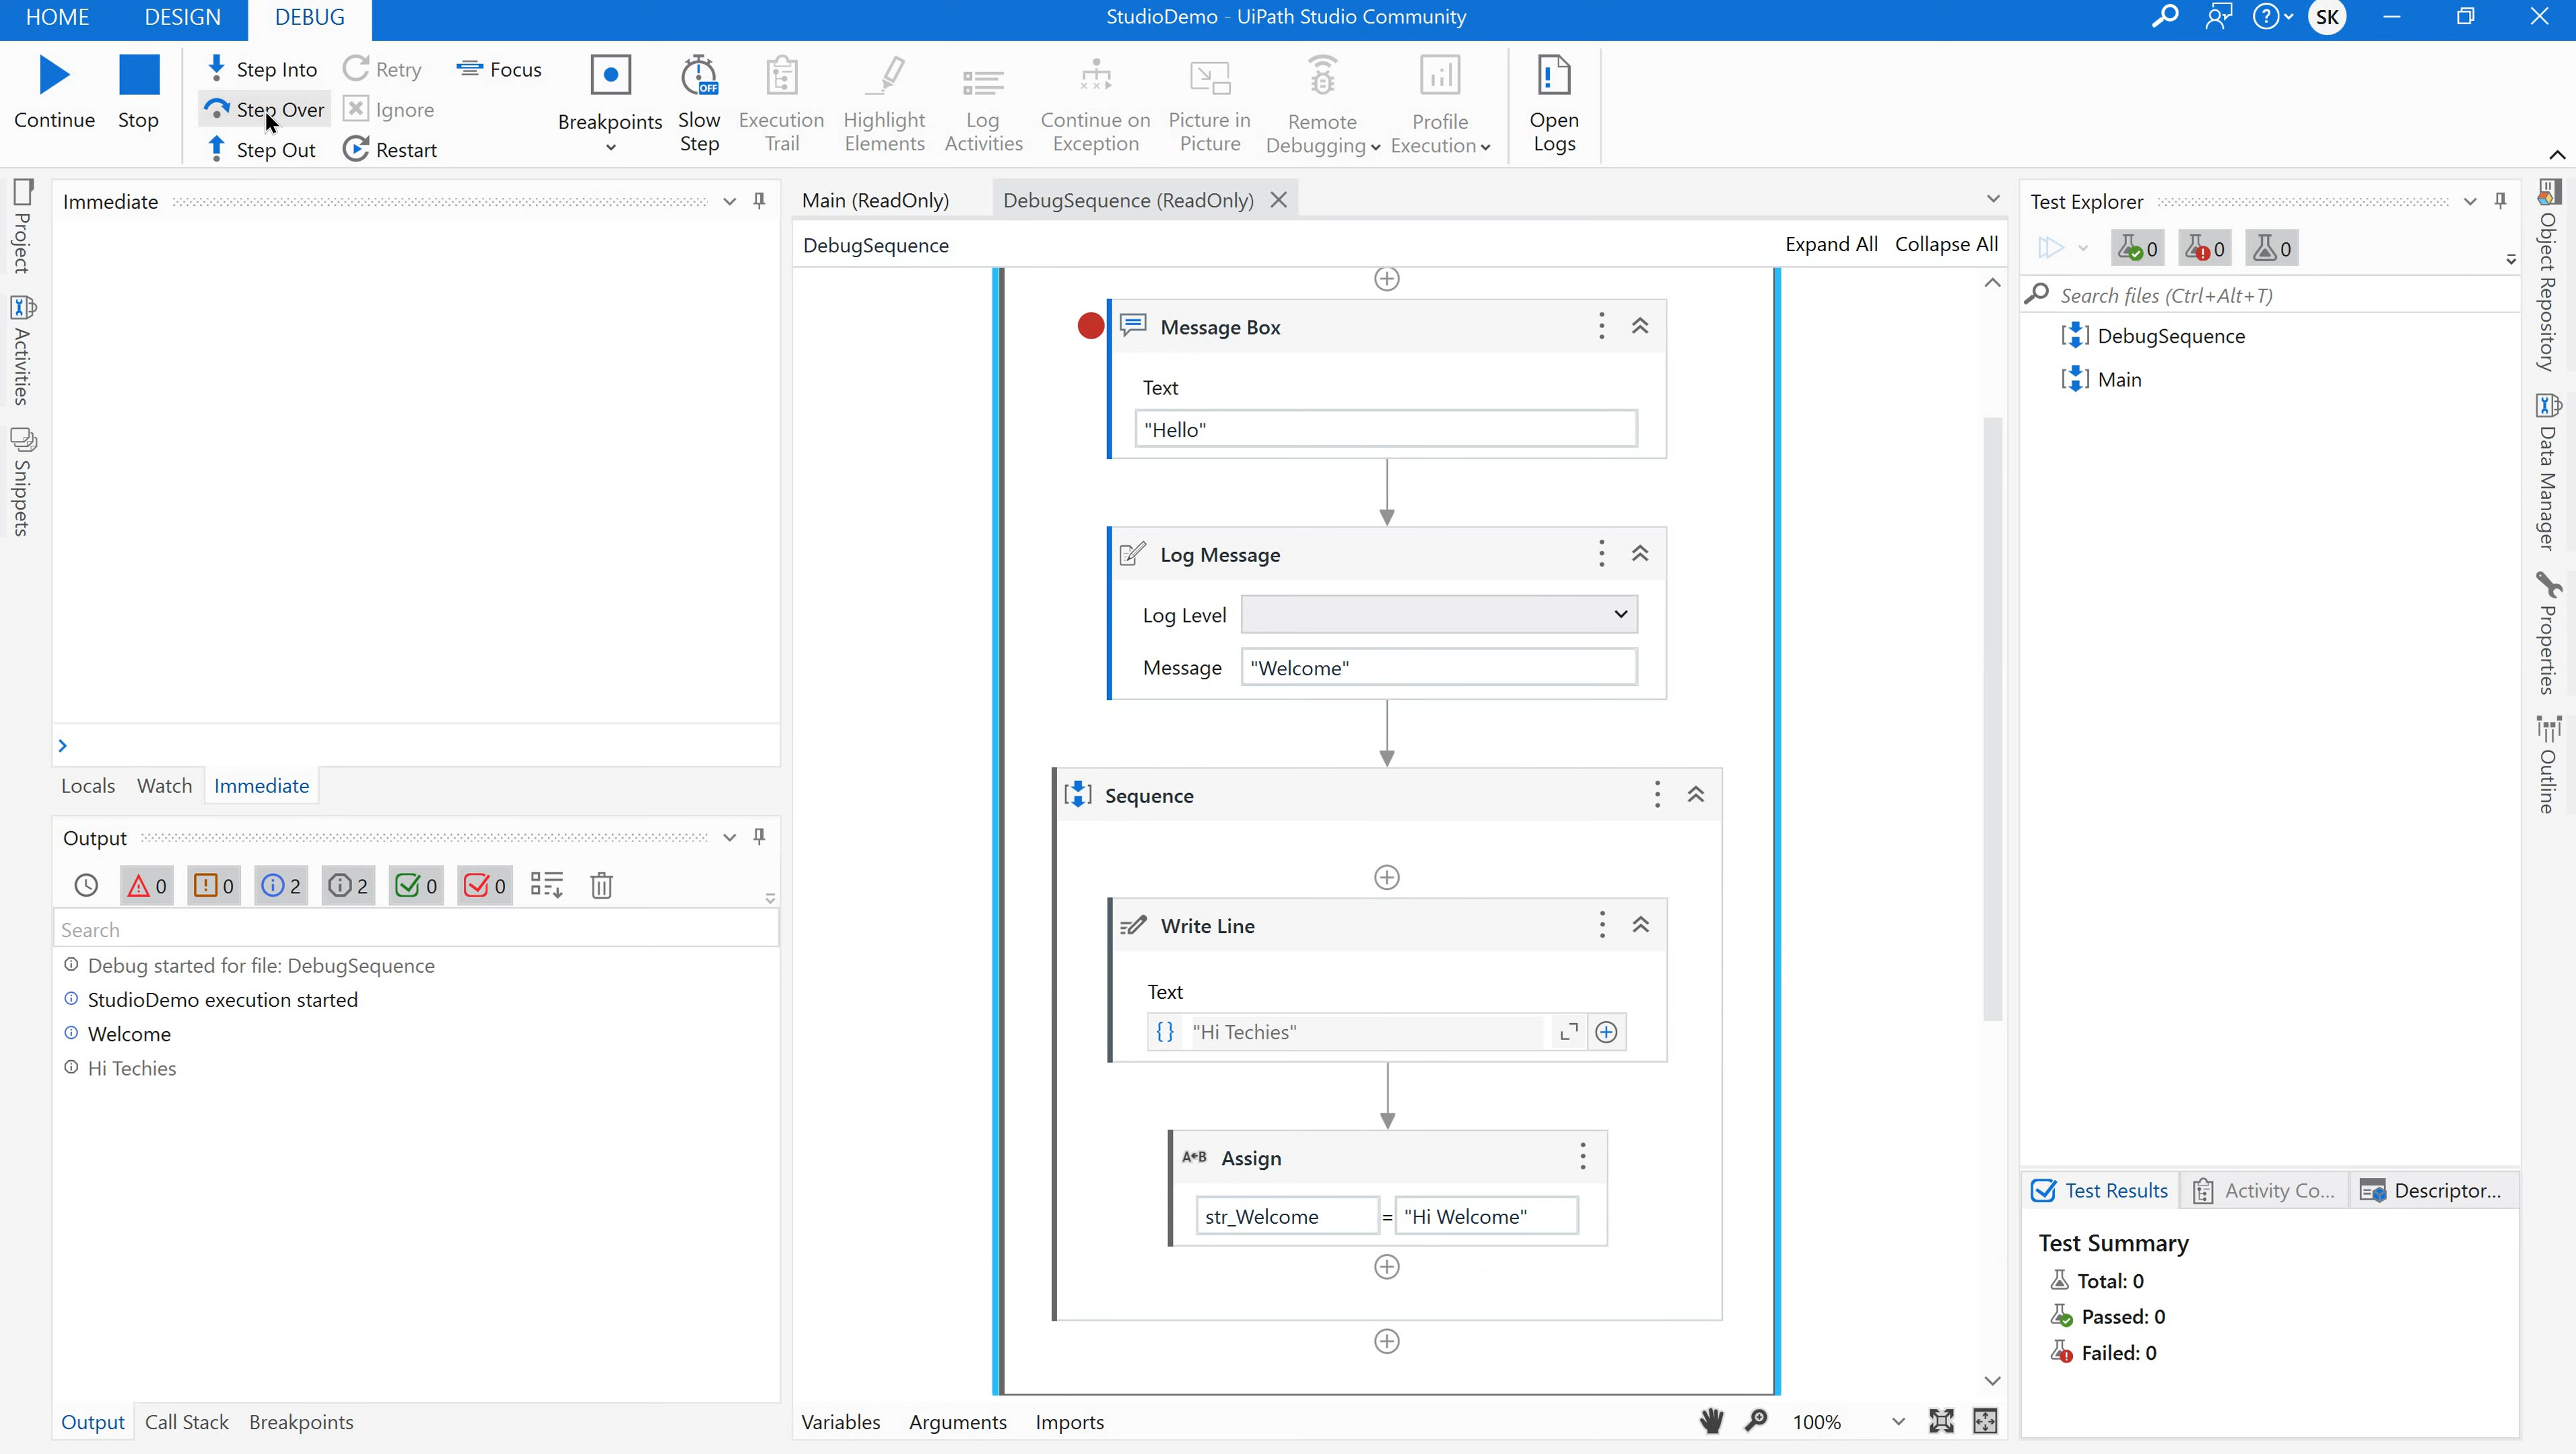 HOME DESIGN DEBUG StudioDemo - UiPath Studio Community SK
Continue Stop Step Into Step Over Step Out Retry Ignore Restart Focus
Breakpoints Slow Step OFF Execution Trail Highlight Elements Log Activities Continue on Exception Picture in Picture Remote Debugging Profile Execution Open Logs
Project
Activities
Snippets
Immediate
Locals Watch Immediate
Output
0 0 2 2 0 0
Search
Debug started for file: DebugSequence
StudioDemo execution started
Welcome
Hi Techies
Output Call Stack Breakpoints
Main (ReadOnly) DebugSequence (ReadOnly)
DebugSequence Expand All Collapse All
Message Box
Text
"Hello"
Log Message
Log Level
Message "Welcome"
Sequence
Write Line
Text
{} "Hi Techies"
A B Assign
str_Welcome = "Hi Welcome"
Variables Arguments Imports 100%
Test Explorer
0 0 0
Search files (Ctrl+Alt+T)
DebugSequence
Main
Test Results Activity Co... Descriptor...
Test Summary
Total: 0
Passed: 0
Failed: 0
Object Repository
Data Manager
Properties
Outline